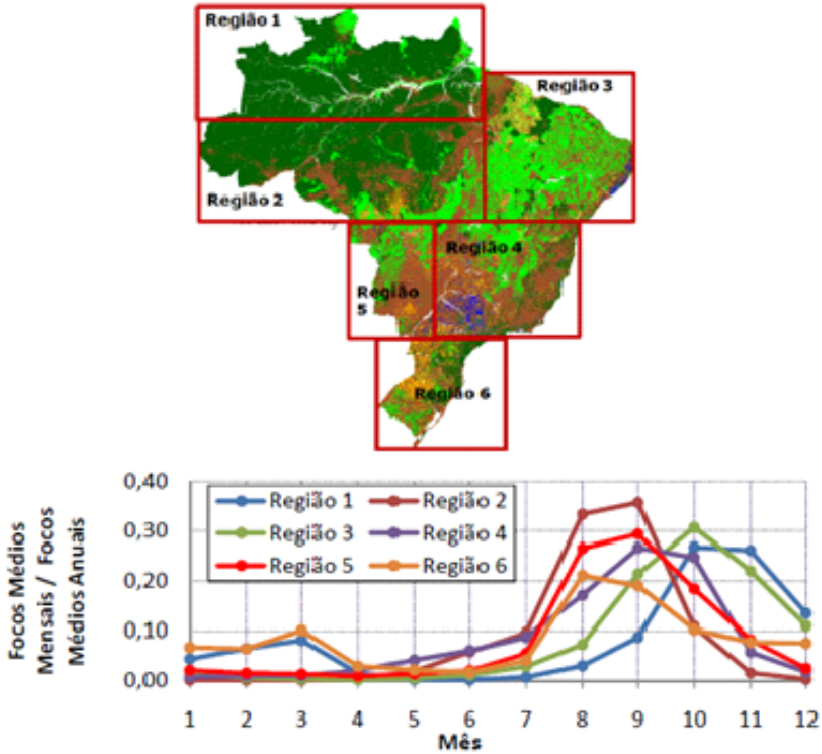 Região 1
Região 3
Região 2
Região 4
Região
5
Região 6
Focos Médios
Mensais / Focos
Médios Anuais
0,40
0,30
0,20
0,10
0,00
Região 1
Região 2
Região 3
Região 4
Região 5
Região 6
1 2 3 4 5 6 7 8 9 10 11 12
Mês